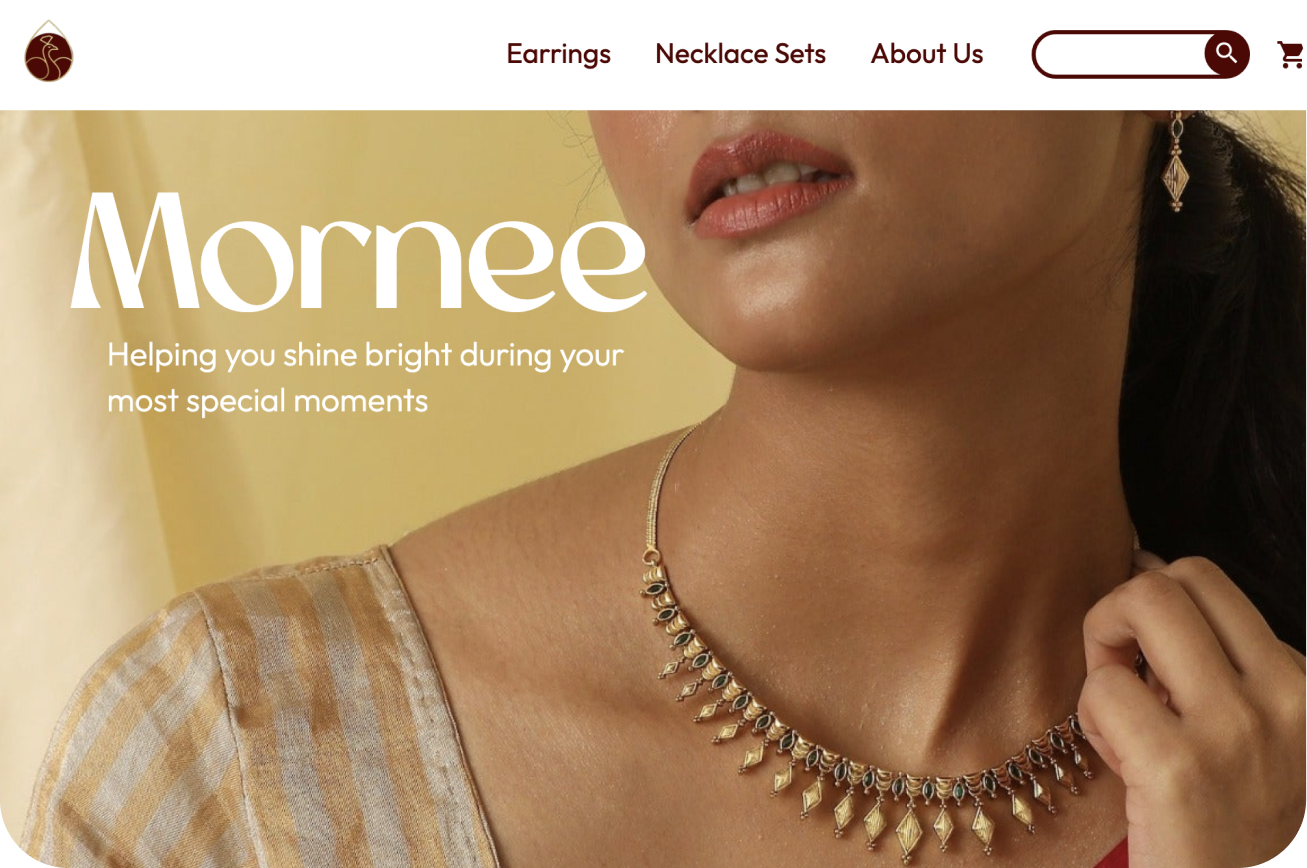 Earrings
Necklace Sets
About Us
Mornee
Helping you shine bright during your
most special moments